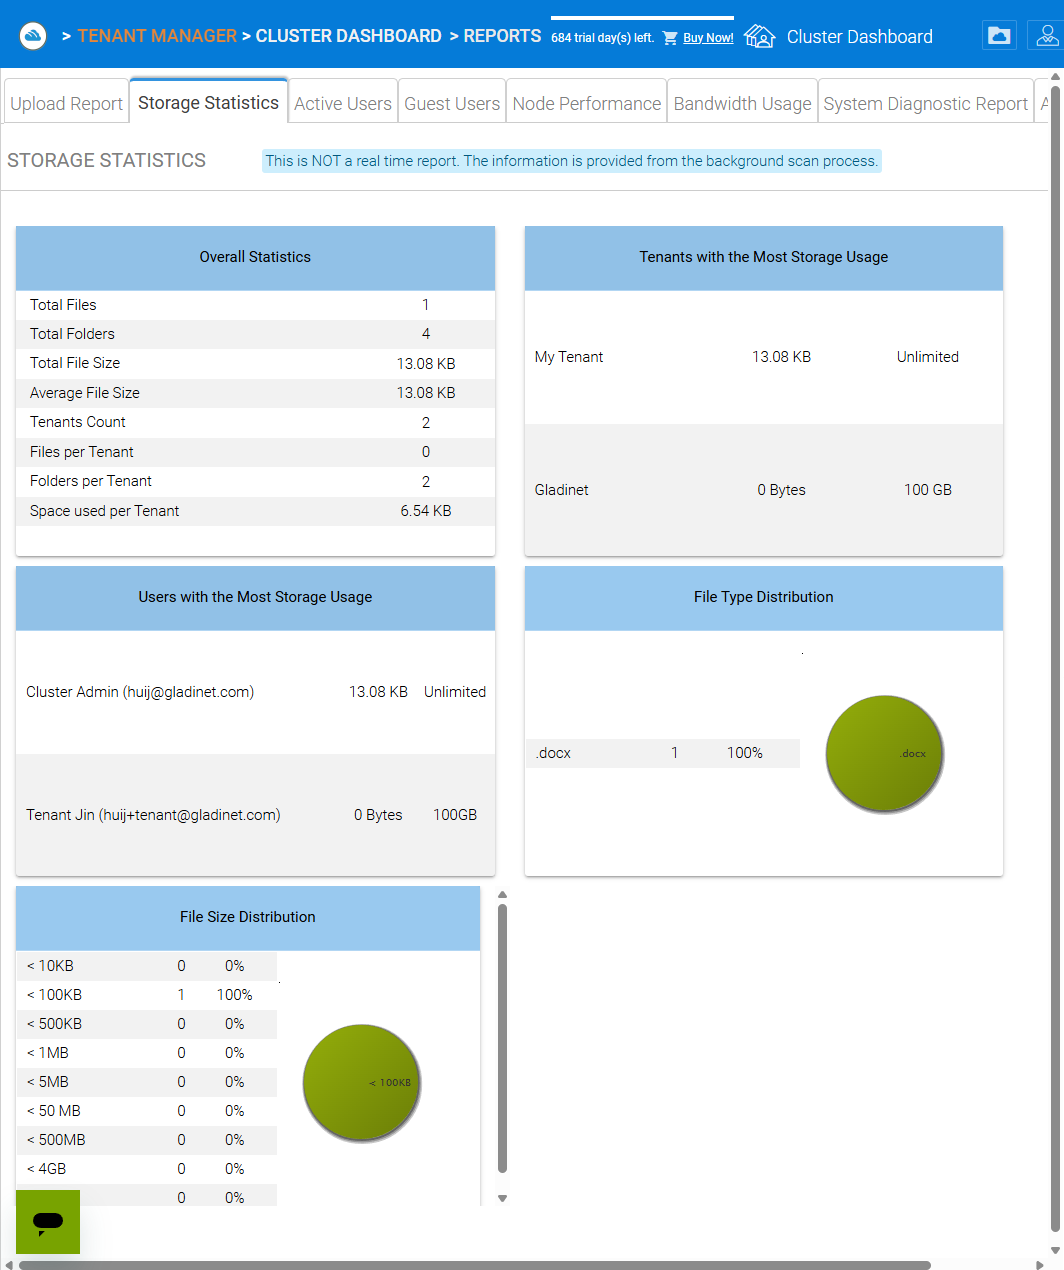 > TENANT MANAGER > CLUSTER DASHBOARD > REPORTS 684 trial day(s) left. Buy Now! Cluster Dashboard
Upload Report Storage Statistics Active Users Guest Users Node Performance Bandwidth Usage System Diagnostic Report A
STORAGE STATISTICS This is NOT a real time report. The information is provided from the background scan process.
Overall Statistics
Total Files 1
Total Folders 4
Total File Size 13.08 KB
Average File Size 13.08 KB
Tenants Count 2
Files per Tenant 0
Folders per Tenant 2
Space used per Tenant 6.54 KB
Tenants with the Most Storage Usage
My Tenant 13.08 KB Unlimited
Gladinet 0 Bytes 100 GB
Users with the Most Storage Usage
Cluster Admin (huij@gladinet.com) 13.08 KB Unlimited
Tenant Jin (huij+tenant@gladinet.com) 0 Bytes 100GB
File Type Distribution
.docx 1 100%
.docx
File Size Distribution
< 10KB 0 0%
< 100KB 1 100%
< 500KB 0 0%
< 1MB 0 0%
< 5MB 0 0%
< 50 MB 0 0%
< 500MB 0 0%
< 4GB 0 0%
0 0%
< 100KB